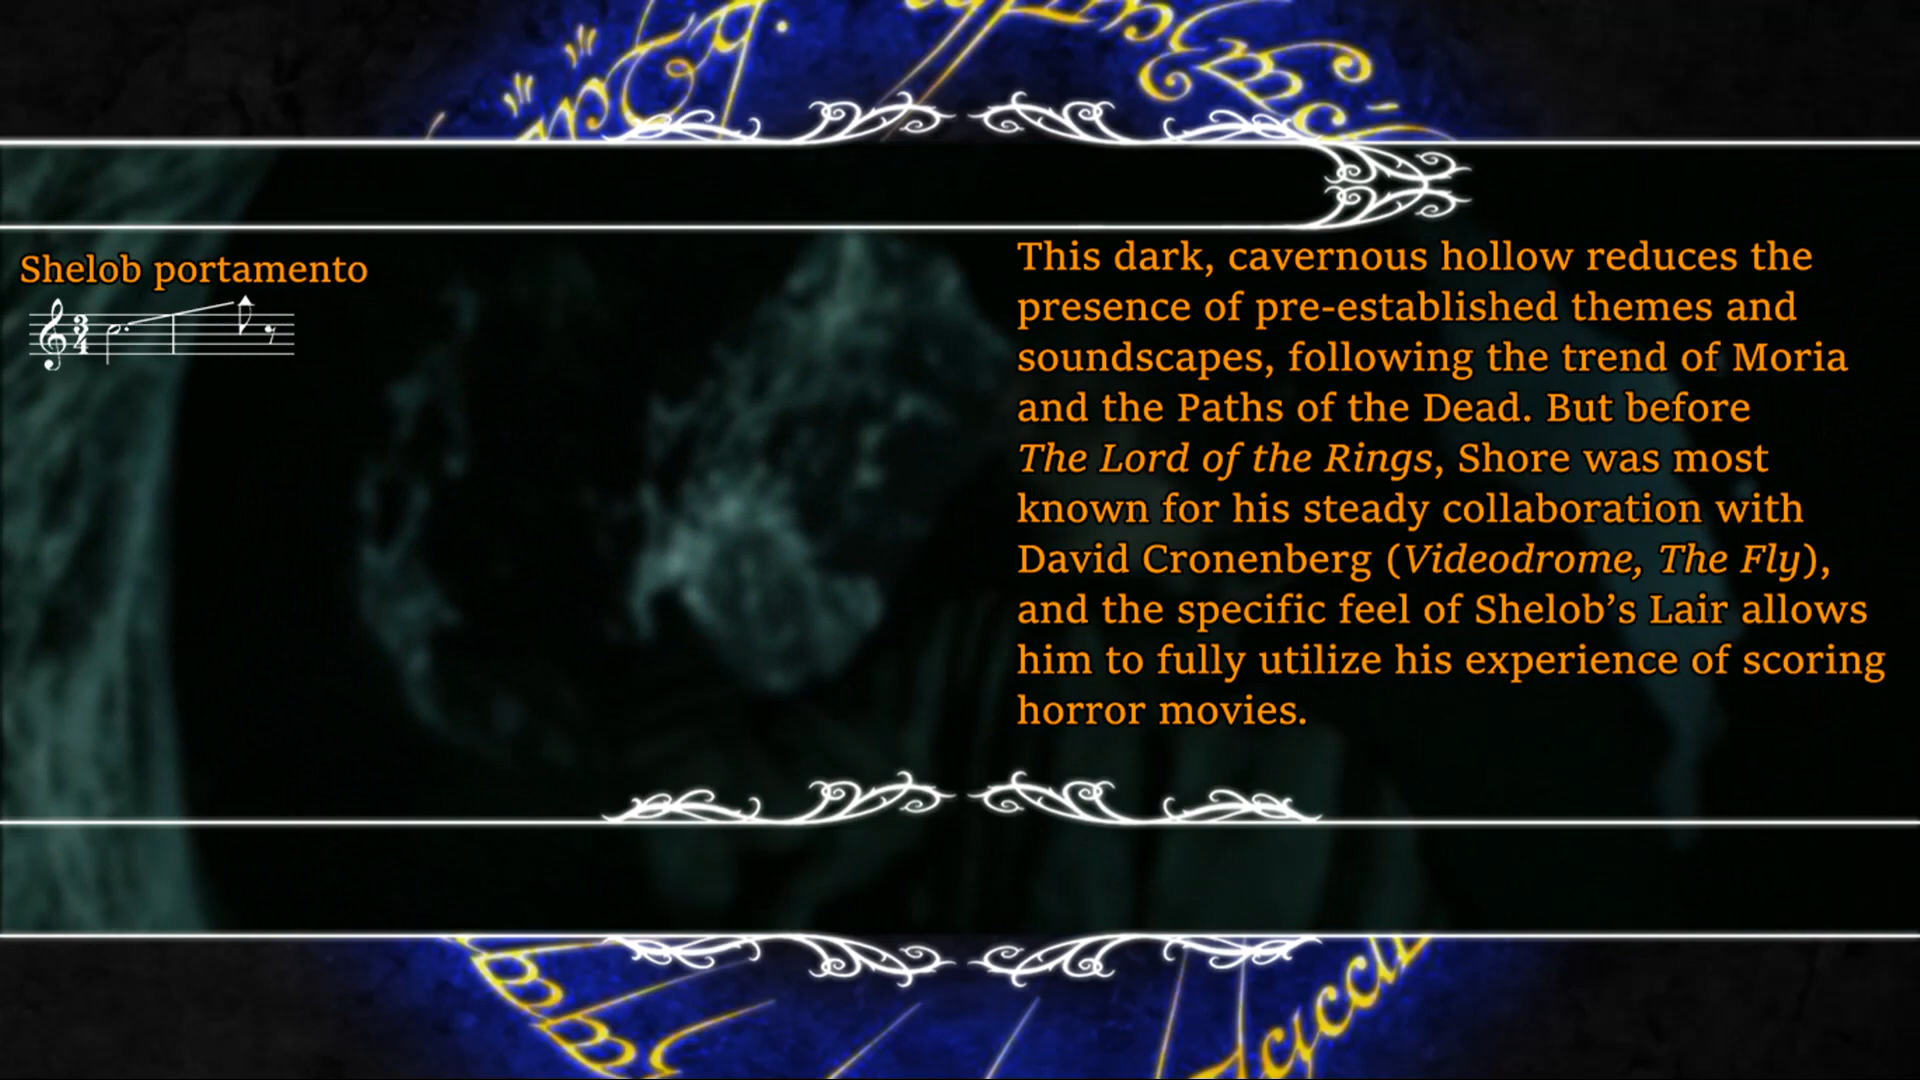 Shelob portamento
This dark, cavernous hollow reduces the
presence of pre-established themes and
soundscapes, following the trend of Moria
and the Paths of the Dead. But before
The Lord of the Rings, Shore was most
known for his steady collaboration with
David Cronenberg (Videodrome, The Fly),
and the specific feel of Shelob’s Lair allows
him to fully utilize his experience of scoring
horror movies.